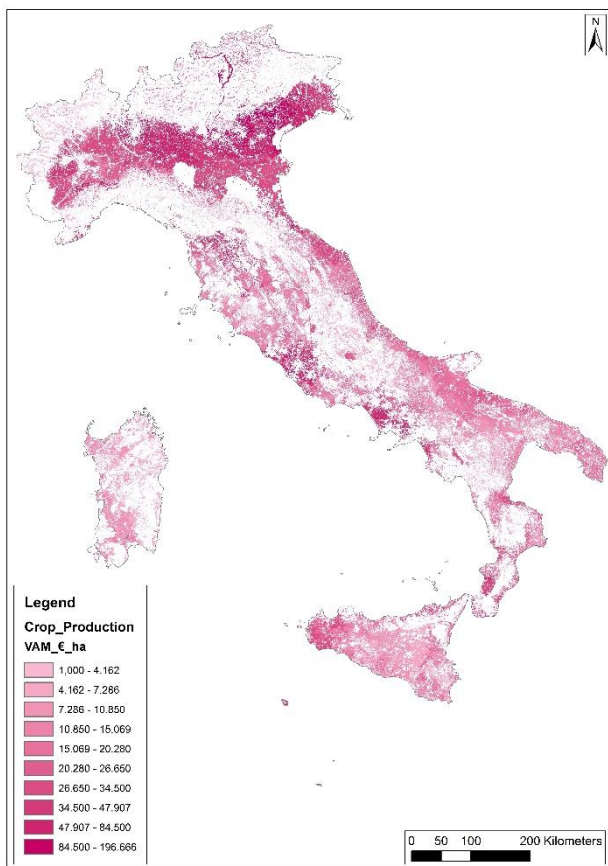 N
Legend
Crop_Production
VAM_€_ha
1,000 - 4.162
4.162 - 7.286
7.286 - 10.850
10.850 - 15.069
15.069 - 20.280
20.280 - 26.650
26.650 - 34.500
34.500 - 47.907
47.907 - 84.500
84.500 - 196.666
0 50 100 200 Kilometers